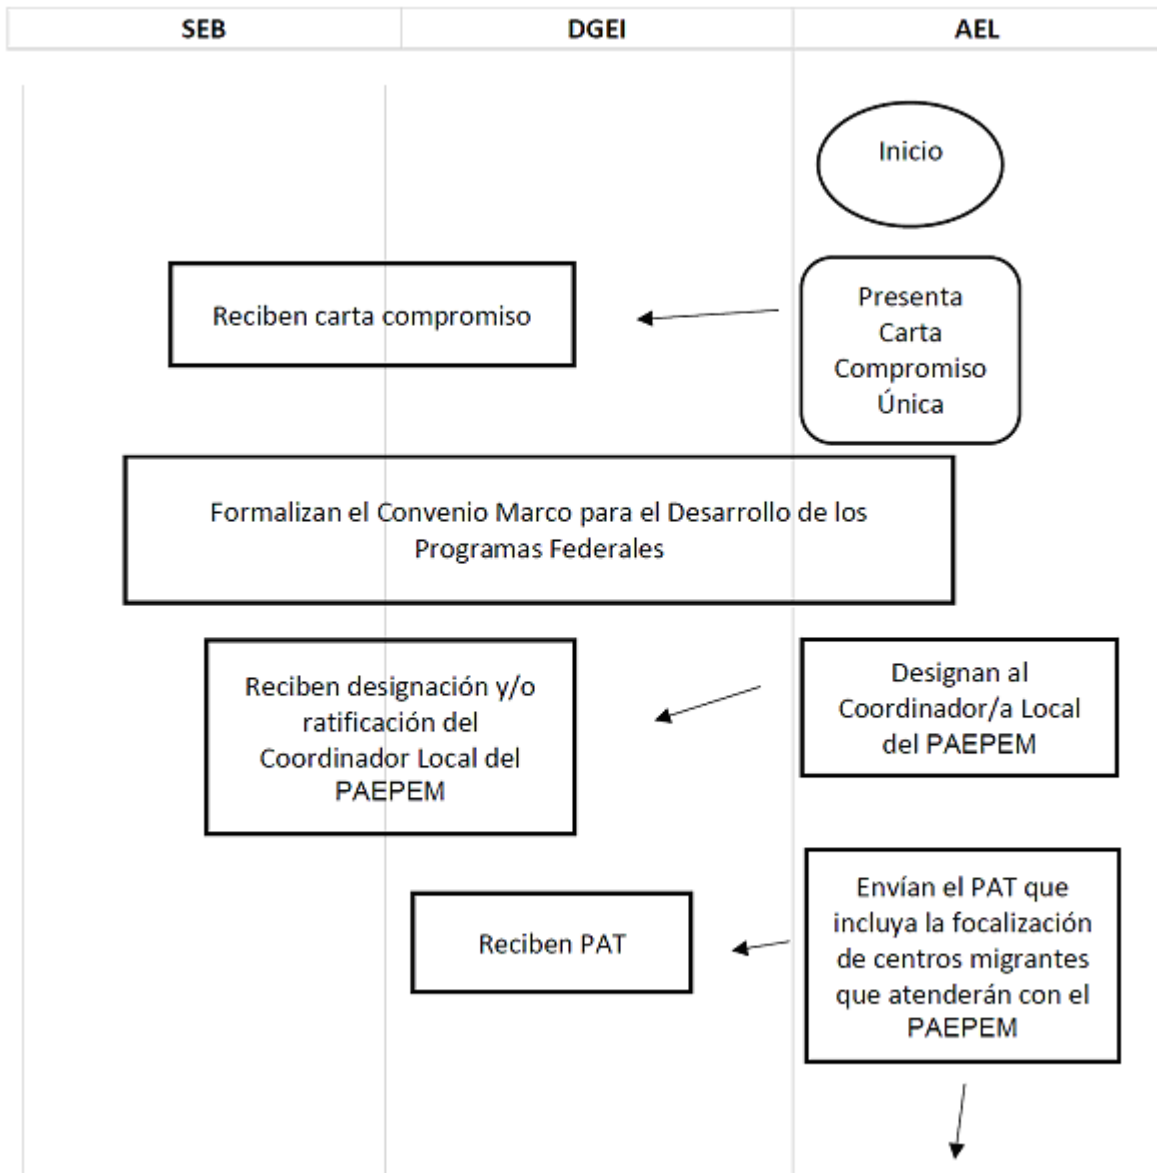 SEB
DGEI
AEL
Inicio
Reciben carta compromiso
Presenta
Carta
Compromiso
Única
Formalizan el Convenio Marco para el Desarrollo de los
Programas Federales
Reciben designación y/o
ratificación del
Coordinador Local del
PAEPEM
Designan al
Coordinador/a Local
del PAEPEM
Reciben PAT
Envían el PAT que
incluya la focalización
de centros migrantes
que atenderán con el
PAEPEM